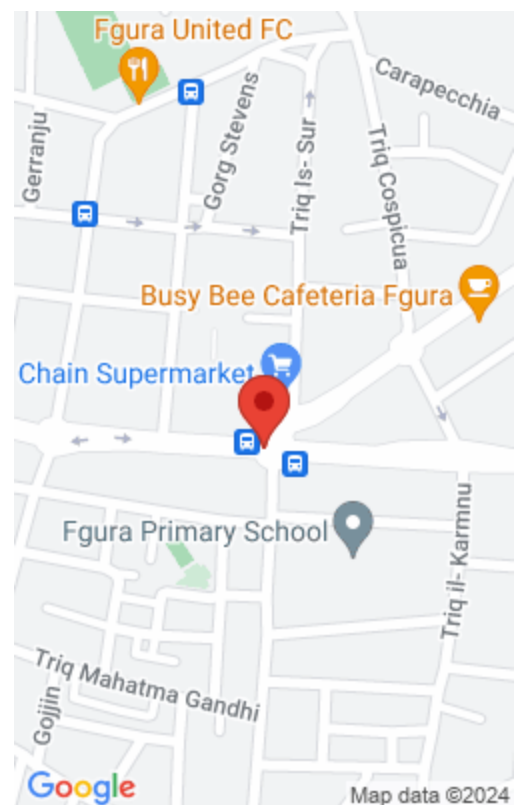 Fgura United FC
Carapecchia
Gerranju
Gorg Stevens
Triq Is- Sur
Triq Cospicua
Busy Bee Cafeteria Fgura
Chain Supermarket
Fgura Primary School
Triq il- Karmnu
Triq Mahatma Gandhi
Gojjin
Google
Map data ©2024